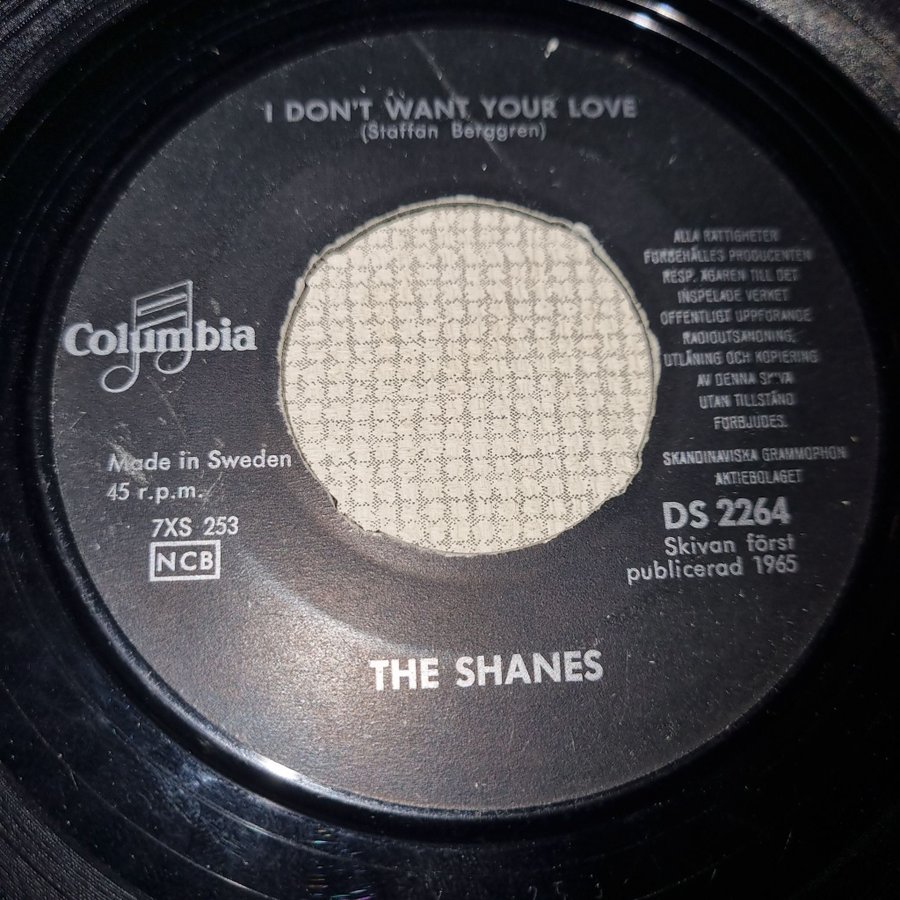 I DON'T WANT YOUR LOVE
(Staffan Berggren)
Columbia
Made in Sweden
45 r.p.m.
7XS 253
NCB
ALLA RÄTTIGHETER
FÖRBEHÅLLES PRODUCENTEN
RESP. ÄGAREN TILL DET
INSPELADE VERKET
OFFENTLIGT UPPFÖRANDE
RADIOUTSÄNDNING,
UTLÅNING OCH KOPIERING
AV DENNA SKIVA
UTAN TILLSTÅND
FÖRBJUDES.
SKANDINAVISKA GRAMMOPHON
AKTIEBOLAGET
DS 2264
Skivan först
publicerad 1965
THE SHANES